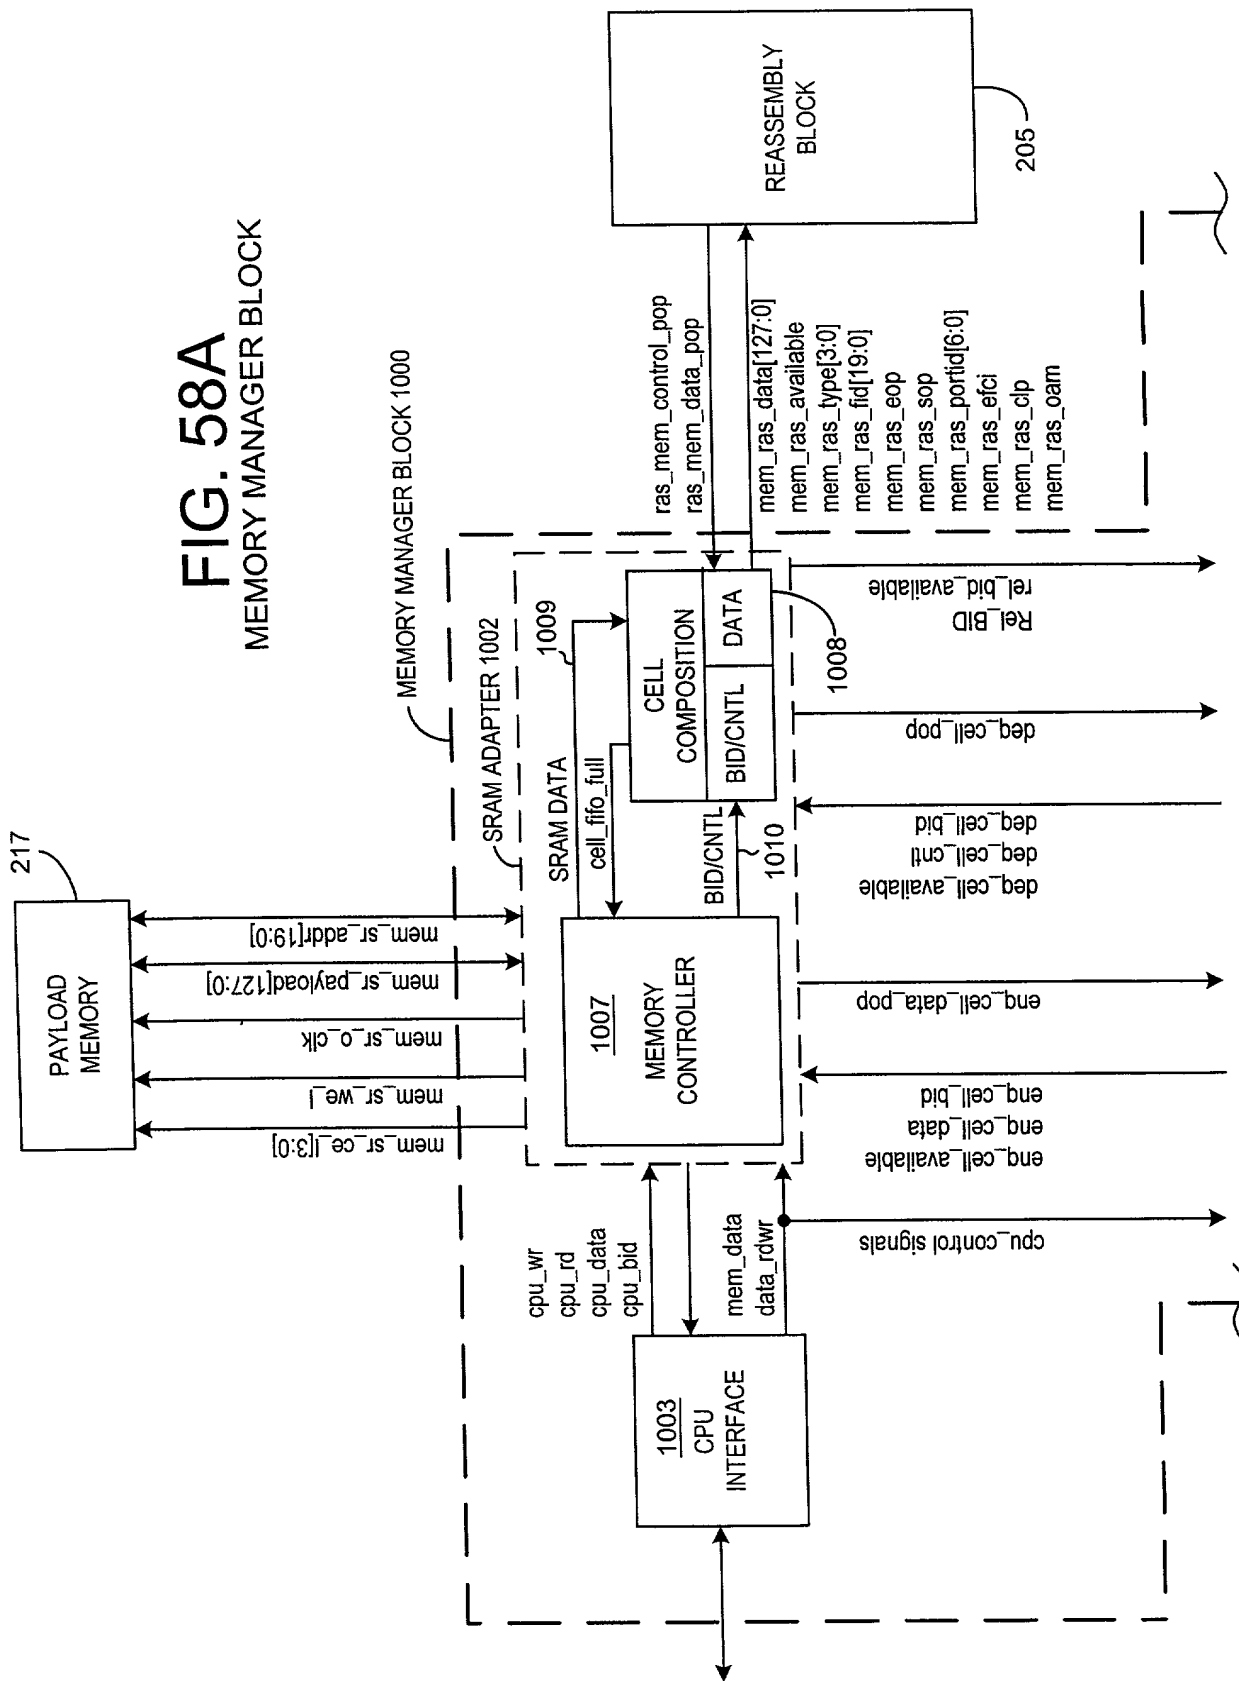 FIG. 58A
MEMORY MANAGER BLOCK
217
PAYLOAD
MEMORY
mem_sr_ce_l[3:0]
mem_sr_we_l
mem_sr_o_clk
mem_sr_payload[127:0]
mem_sr_addr[19:0]
MEMORY MANAGER BLOCK 1000
SRAM ADAPTER 1002
SRAM DATA
1009
cell_fifo_full
CELL
COMPOSITION
BID/CNTL
DATA
1008
BID/CNTL
1010
1007
MEMORY
CONTROLLER
cpu_wr
cpu_rd
cpu_data
cpu_bid
mem_data
data_rdwr
1003
CPU
INTERFACE
ras_mem_control_pop
ras_mem_data_pop
mem_ras_data[127:0]
mem_ras_available
mem_ras_type[3:0]
mem_ras_fid[19:0]
mem_ras_eop
mem_ras_sop
mem_ras_portid[6:0]
mem_ras_efci
mem_ras_clp
mem_ras_oam
REASSEMBLY
BLOCK
205
cpu_control signals
enq_cell_available
enq_cell_data
enq_cell_bid
enq_cell_data_pop
deq_cell_available
deq_cell_cntl
deq_cell_bid
deq_cell_pop
Rel_BID
rel_bid_available